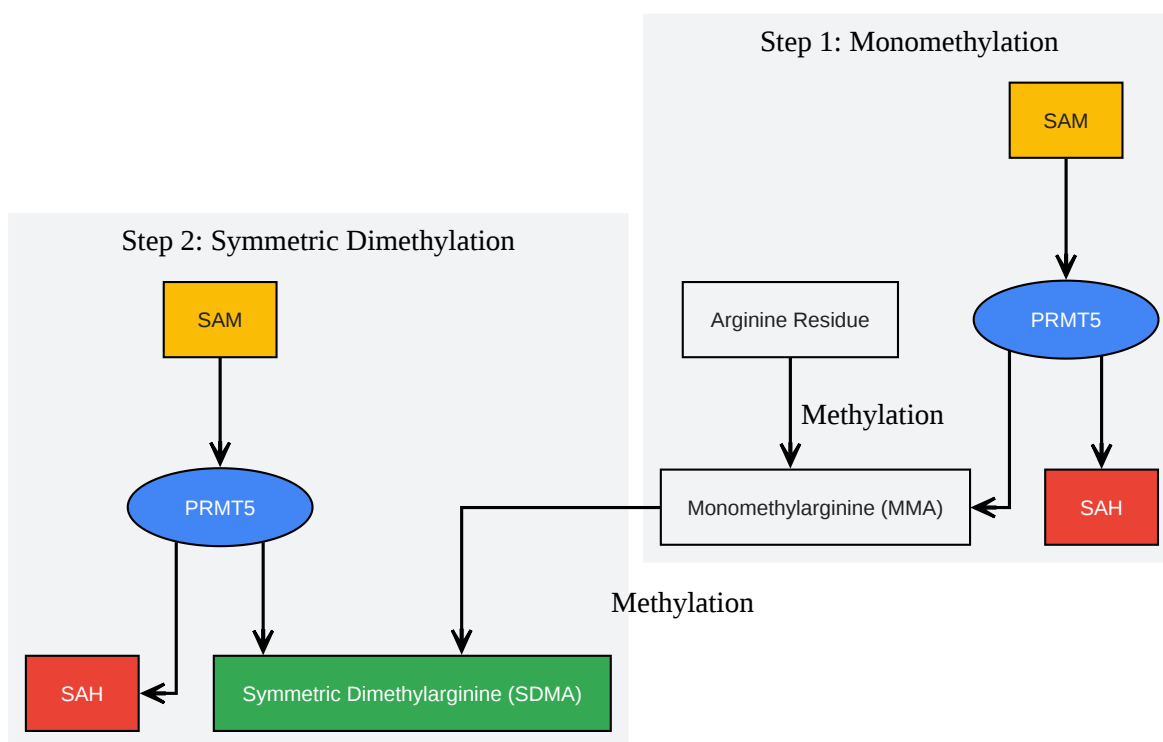 Step 1: Monomethylation
SAM
Arginine Residue
PRMT5
Methylation
Monomethylarginine (MMA)
SAH
Step 2: Symmetric Dimethylation
SAM
PRMT5
Methylation
SAH
Symmetric Dimethylarginine (SDMA)